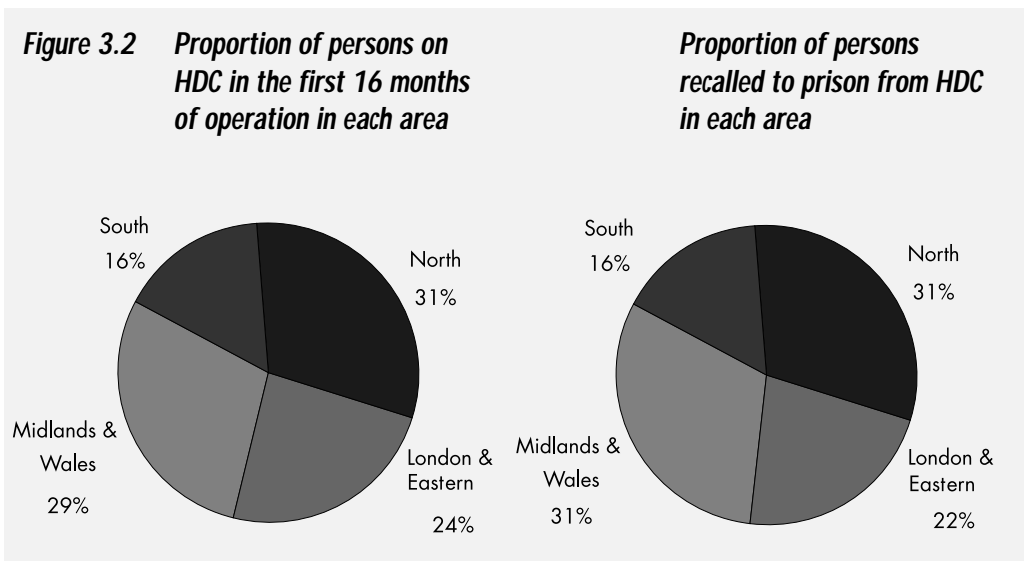 Figure 3.2
Proportion of persons on
HDC in the first 16 months
of operation in each area
Proportion of persons
recalled to prison from HDC
in each area
South
16%
North
31%
Midlands &
Wales
29%
London &
Eastern
24%
South
16%
North
31%
Midlands &
Wales
31%
London &
Eastern
22%